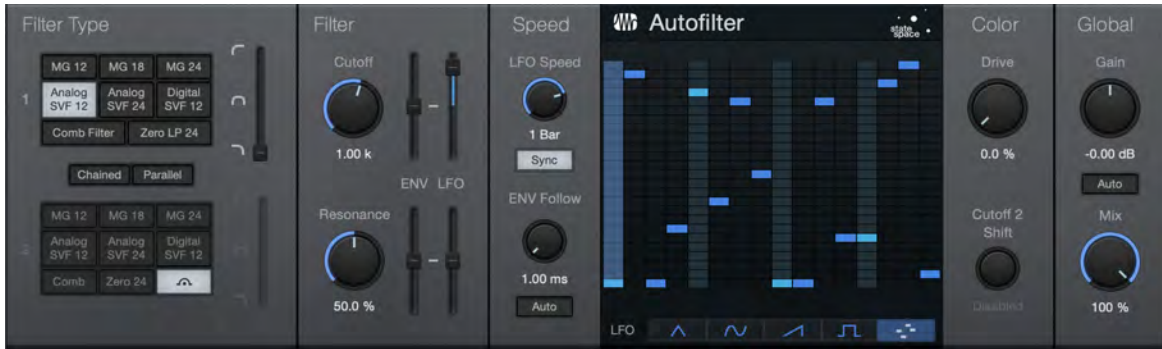 Filter Type
MG 12 MG 18 MG 24
1
Analog SVF 12
Analog SVF 24
Digital SVF 12
Comb Filter Zero LP 24
Chained Parallel
MG 12 MG 18 MG 24
2
Analog SVF 12
Analog SVF 24
Digital SVF 12
Comb Zero 24
Filter
Cutoff
1.00 k
ENV LFO
Resonance
50.0 %
Speed
LFO Speed
1 Bar
Sync
ENV Follow
1.00 ms
Auto
Autofilter
state space
LFO
Color
Drive
0.0 %
Cutoff 2
Shift
Disabled
Global
Gain
-0.00 dB
Auto
Mix
100 %